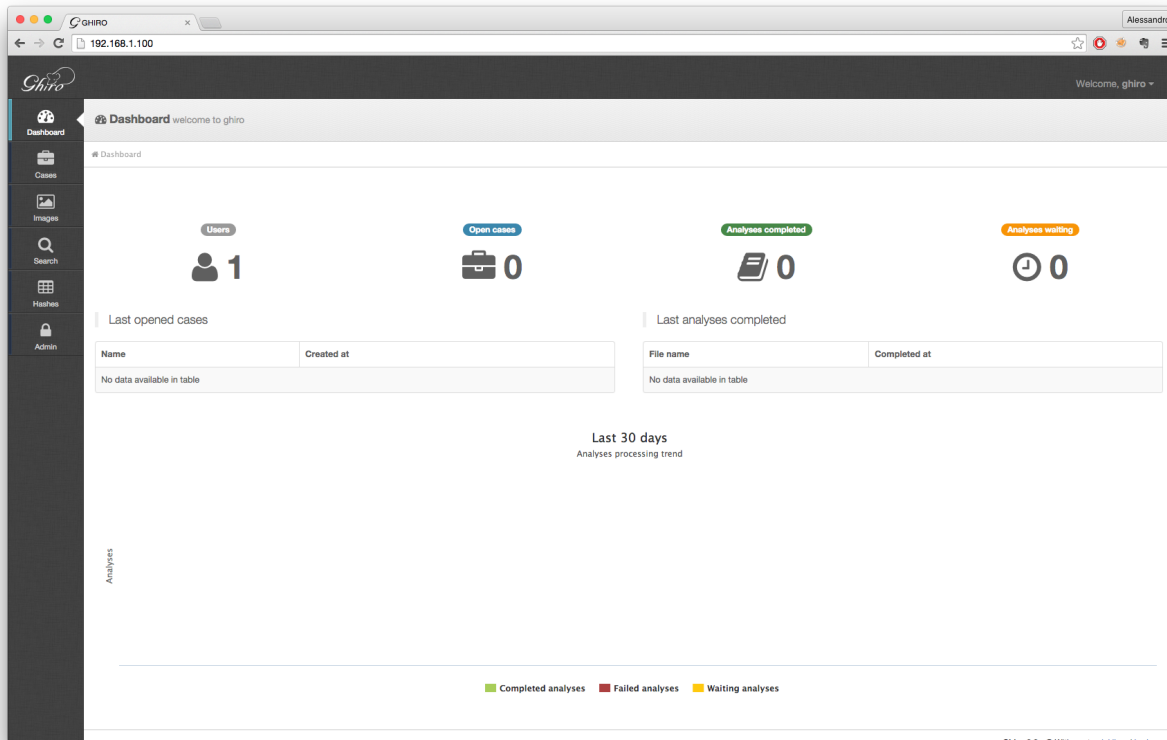 GHIRO
Alessandro
192.168.1.100
Ghiro
Welcome, ghiro
Dashboard
Cases
Images
Search
Hashes
Admin
Dashboard welcome to ghiro
Dashboard
Users
1
Open cases
0
Analyses completed
0
Analyses waiting
0
Last opened cases
Name Created at
No data available in table
Last analyses completed
File name Completed at
No data available in table
Last 30 days
Analyses processing trend
Analyses
Completed analyses Failed analyses Waiting analyses